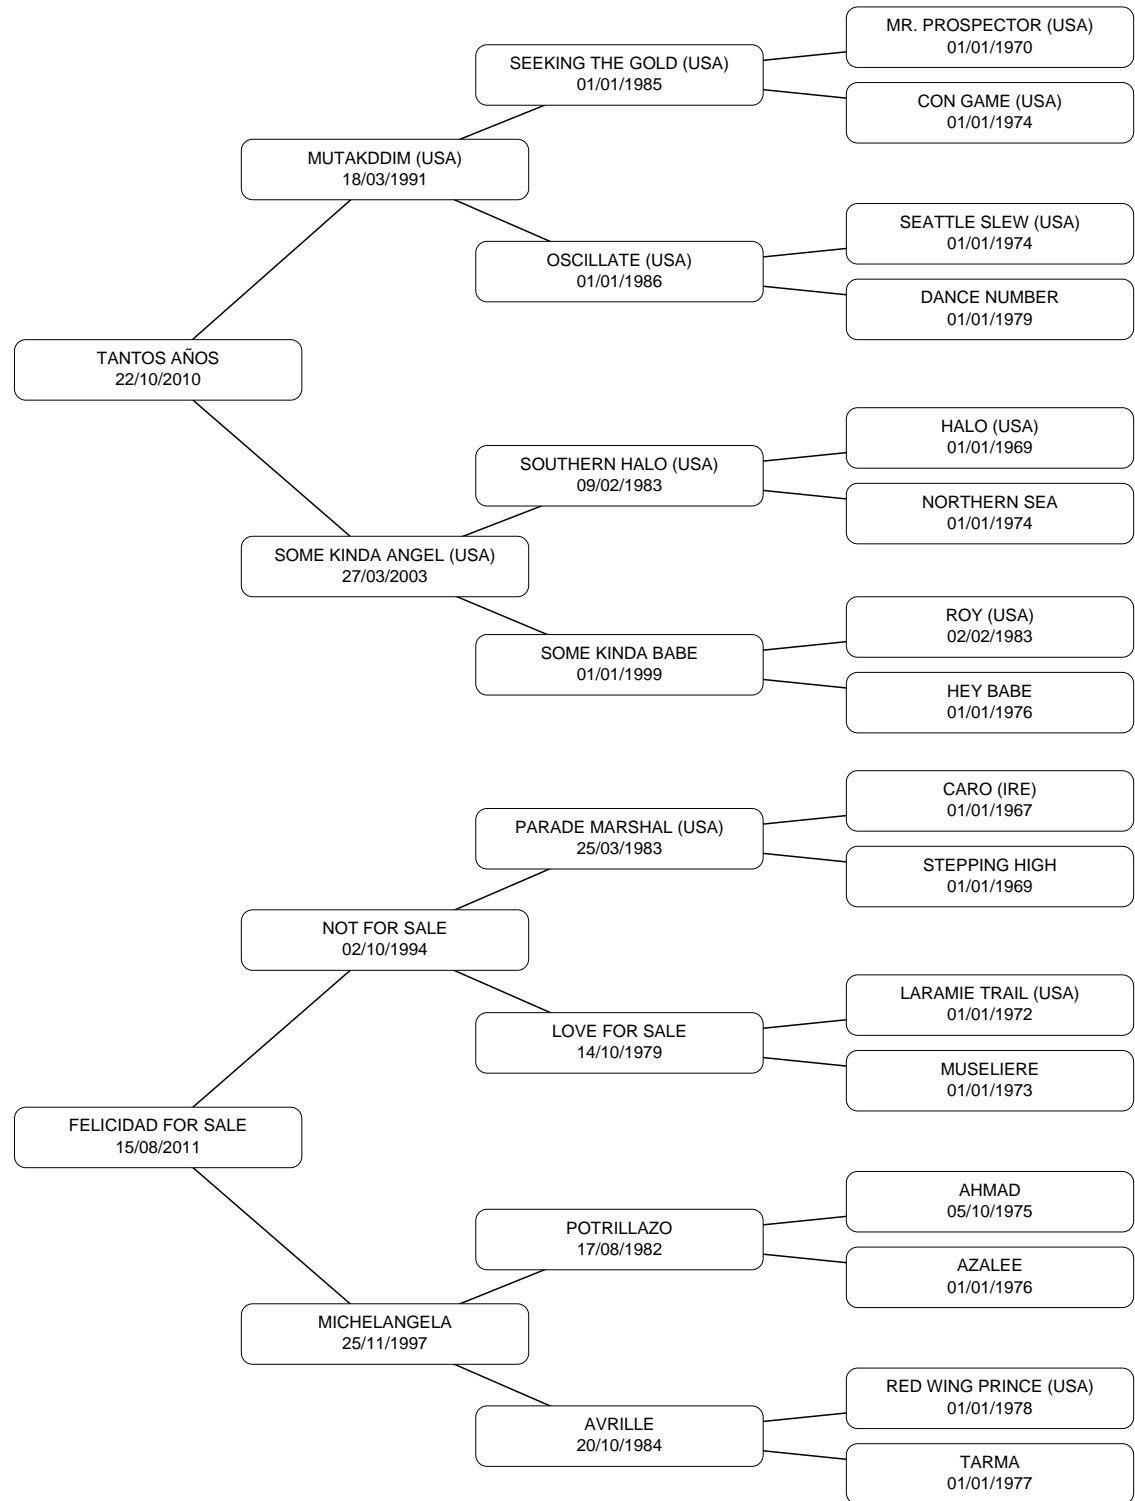 MR. PROSPECTOR (USA)
01/01/1970
SEEKING THE GOLD (USA)
01/01/1985
CON GAME (USA)
01/01/1974
MUTAKDDIM (USA)
18/03/1991
SEATTLE SLEW (USA)
01/01/1974
OSCILLATE (USA)
01/01/1986
DANCE NUMBER
01/01/1979
TANTOS AÑOS
22/10/2010
HALO (USA)
01/01/1969
SOUTHERN HALO (USA)
09/02/1983
NORTHERN SEA
01/01/1974
SOME KINDA ANGEL (USA)
27/03/2003
ROY (USA)
02/02/1983
SOME KINDA BABE
01/01/1999
HEY BABE
01/01/1976
CARO (IRE)
01/01/1967
PARADE MARSHAL (USA)
25/03/1983
STEPPING HIGH
01/01/1969
NOT FOR SALE
02/10/1994
LARAMIE TRAIL (USA)
01/01/1972
LOVE FOR SALE
14/10/1979
MUSELIERE
01/01/1973
FELICIDAD FOR SALE
15/08/2011
AHMAD
05/10/1975
POTRILLAZO
17/08/1982
AZALEE
01/01/1976
MICHELANGELA
25/11/1997
RED WING PRINCE (USA)
01/01/1978
AVRILLE
20/10/1984
TARMA
01/01/1977